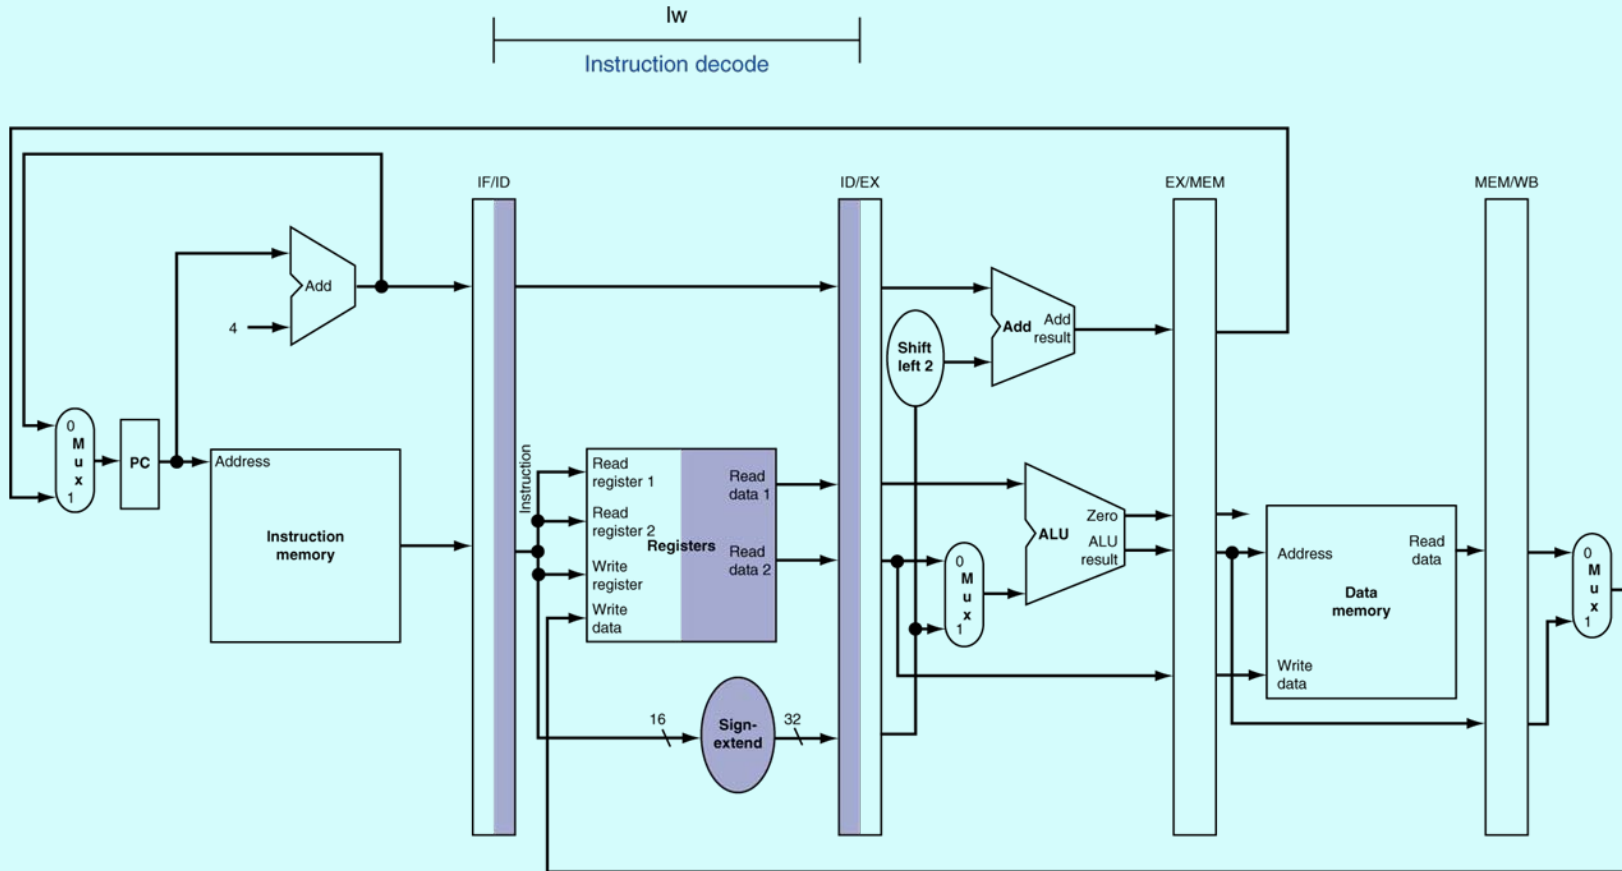 lw
Instruction decode
IF/ID
ID/EX
EX/MEM
MEM/WB
Add
4
0
M
u
x
1
PC
Address
Instruction
memory
Instruction
Read
register 1
Read
register 2
Write
register
Write
data
Registers
Read
data 1
Read
data 2
16
Sign-
extend
32
Shift
left 2
Add
Add
result
0
M
u
x
1
ALU
Zero
ALU
result
Address
Read
data
Data
memory
Write
data
0
M
u
x
1